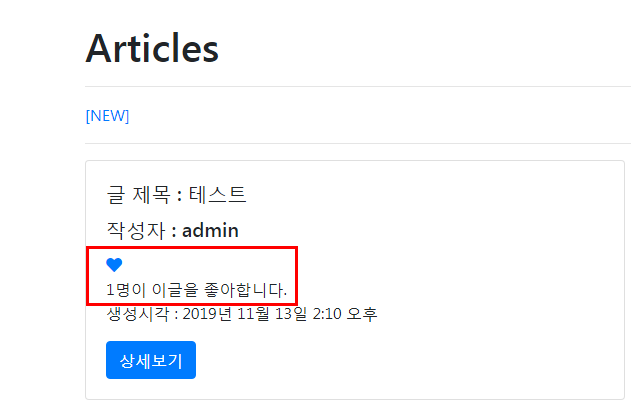 Articles
[NEW]
글 제목 : 테스트
작성자 : admin
1명이 이글을 좋아합니다.
생성시각 : 2019년 11월 13일 2:10 오후
상세보기